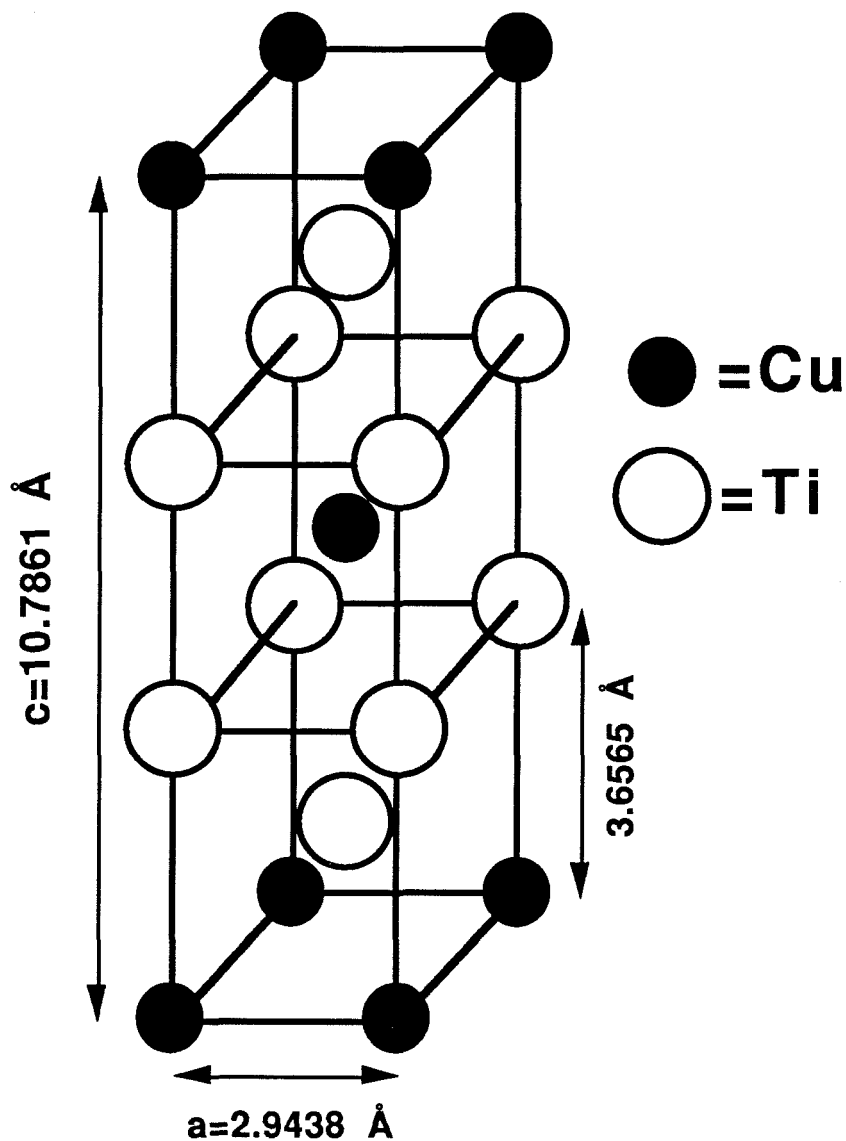 =Cu
=Ti
c=10.7861 Å
3.6565 Å
a=2.9438 Å